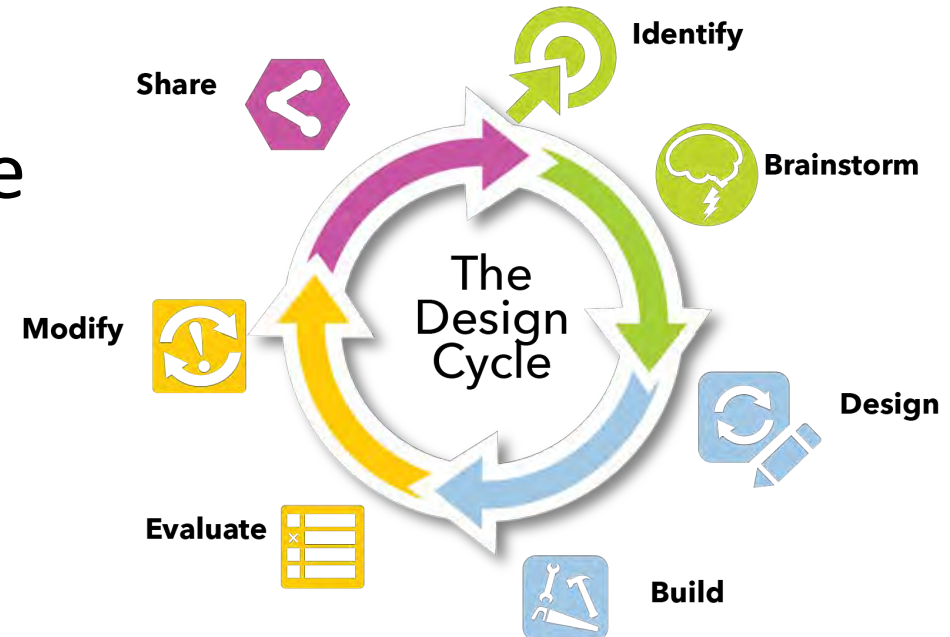 Identify
Share
Brainstorm
The
Design
Cycle
Modify
Design
Evaluate
Build